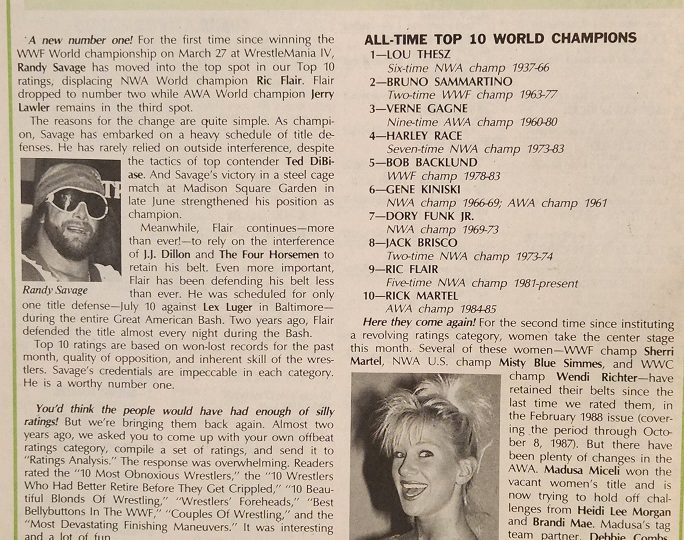 A new number one! For the first time since winning the
WWF World championship on March 27 at WrestleMania IV,
Randy Savage has moved into the top spot in our Top 10
ratings, displacing NWA World champion Ric Flair. Flair
dropped to number two while AWA World champion Jerry
Lawler remains in the third spot.
The reasons for the change are quite simple. As champi-
on, Savage has embarked on a heavy schedule of title de-
fenses. He has rarely relied on outside interference, despite
the tactics of top contender Ted DiBi-
ase. And Savage's victory in a steel cage
match at Madison Square Garden in
late June strengthened his position as
champion.
Meanwhile, Flair continues—more
than ever!—to rely on the interference
of J.J. Dillon and The Four Horsemen to
retain his belt. Even more important,
Flair has been defending his belt less
than ever. He was scheduled for only
Randy Savage
one title defense—July 10 against Lex Luger in Baltimore—
during the entire Great American Bash. Two years ago, Flair
defended the title almost every night during the Bash.
Top 10 ratings are based on won-lost records for the past
month, quality of opposition, and inherent skill of the wres-
tlers. Savage's credentials are impeccable in each category.
He is a worthy number one.
You'd think the people would have had enough of silly
ratings! But we're bringing them back again. Almost two
years ago, we asked you to come up with your own offbeat
ratings category, compile a set of ratings, and send it to
"Ratings Analysis." The response was overwhelming. Readers
rated the "10 Most Obnoxious Wrestlers," the "10 Wrestlers
Who Had Better Retire Before They Get Crippled," "10 Beau-
tiful Blonds Of Wrestling," "Wrestlers' Foreheads," "Best
Bellybuttons In The WWF," "Couples Of Wrestling," and the
"Most Devastating Finishing Maneuvers." It was interesting
and a lot of fun.
ALL-TIME TOP 10 WORLD CHAMPIONS
1—LOU THESZ
Six-time NWA champ 1937-66
2—BRUNO SAMMARTINO
Two-time WWF champ 1963-77
3—VERNE GAGNE
Nine-time AWA champ 1960-80
4—HARLEY RACE
Seven-time NWA champ 1973-83
5—BOB BACKLUND
WWF champ 1978-83
6—GENE KINISKI
NWA champ 1966-69; AWA champ 1961
7—DORY FUNK JR.
NWA champ 1969-73
8—JACK BRISCO
Two-time NWA champ 1973-74
9—RIC FLAIR
Five-time NWA champ 1981-present
10—RICK MARTEL
AWA champ 1984-85
Here they come again! For the second time since instituting
a revolving ratings category, women take the center stage
this month. Several of these women—WWF champ Sherri
Martel, NWA U.S. champ Misty Blue Simmes, and WWC
champ Wendi Richter—have
retained their belts since the
last time we rated them, in
the February 1988 issue (cover-
ing the period through Octo-
ber 8, 1987). But there have
been plenty of changes in the
AWA. Madusa Miceli won the
vacant women's title and is
now trying to hold off chal-
lenges from Heidi Lee Morgan
and Brandi Mae. Madusa's tag
team partner, Debbie Combs,